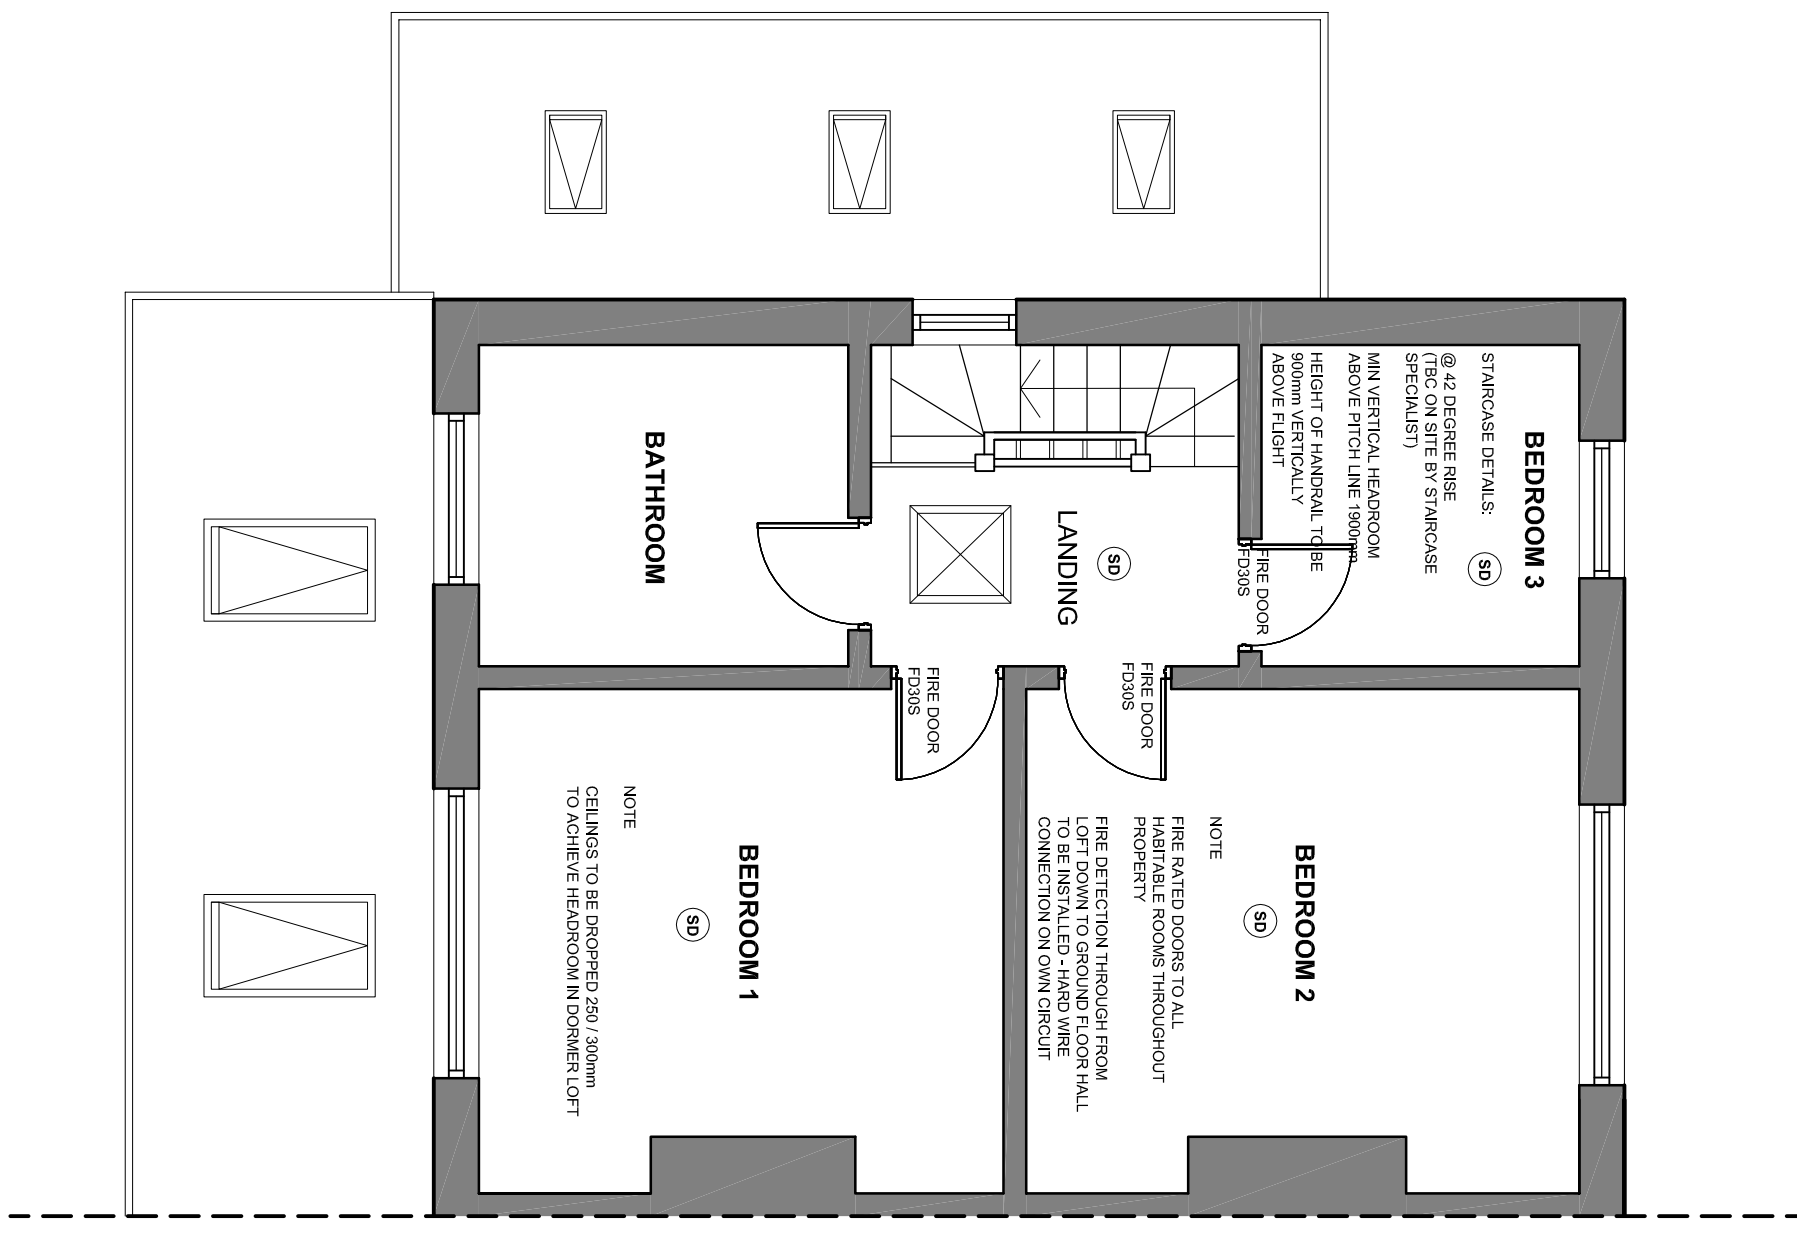 BEDROOM 3
SD
STAIRCASE DETAILS:
@ 42 DEGREE RISE
(TBC ON SITE BY STAIRCASE
SPECIALIST)
MIN VERTICAL HEADROOM
ABOVE PITCH LINE 1900mm
HEIGHT OF HANDRAIL TO BE
900mm VERTICALLY
ABOVE FLIGHT
FIRE DOOR
FD30S
SD
LANDING
BATHROOM
FIRE DOOR
FD30S
FIRE DOOR
FD30S
BEDROOM 2
SD
NOTE
FIRE RATED DOORS TO ALL
HABITABLE ROOMS THROUGHOUT
PROPERTY
FIRE DETECTION THROUGH FROM
LOFT DOWN TO GROUND FLOOR HALL
TO BE INSTALLED - HARD WIRE
CONNECTION ON OWN CIRCUIT
BEDROOM 1
SD
NOTE
CEILINGS TO BE DROPPED 250 / 300mm
TO ACHIEVE HEADROOM IN DORMER LOFT